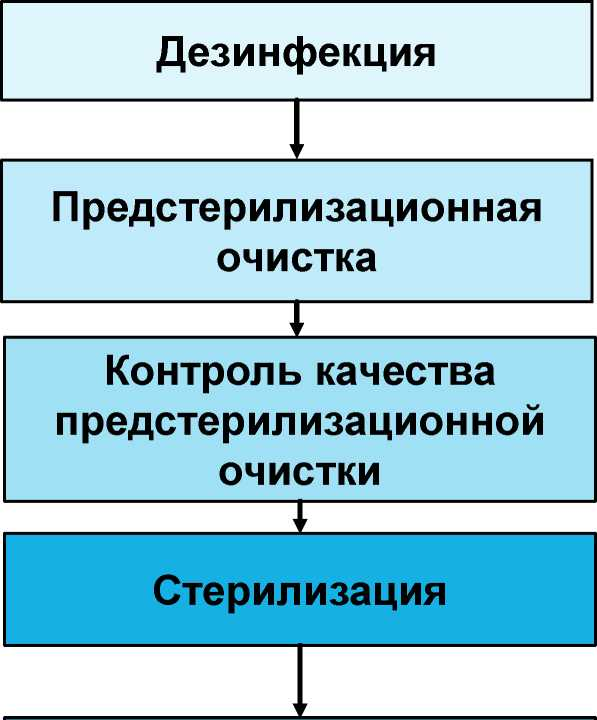 Дезинфекция
Предстерилизационная
очистка
Контроль качества
предстерилизационной
очистки
Стерилизация